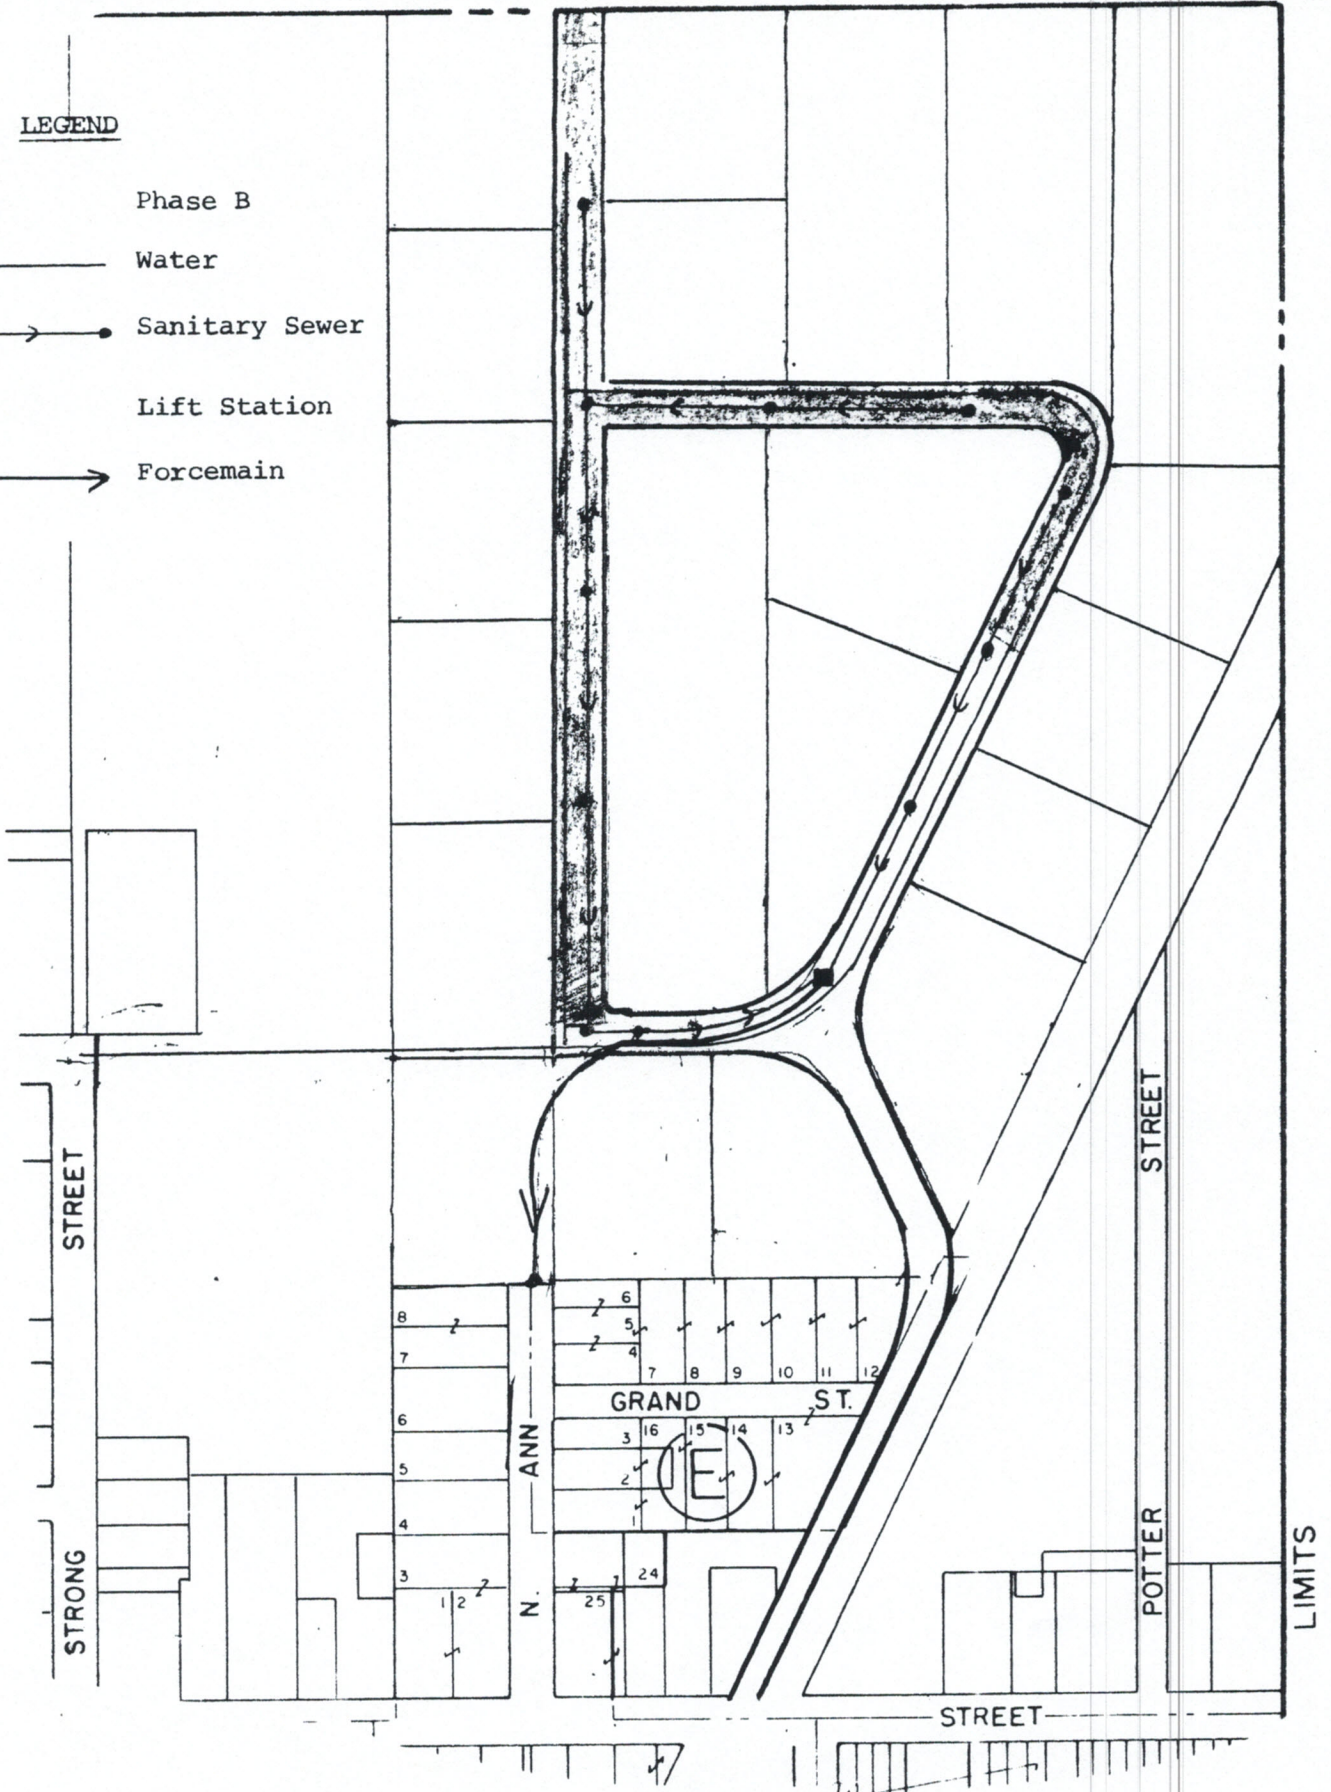 LEGEND
Phase B
Water
Sanitary Sewer
Lift Station
Forcemain
STREET
STREET
8
7
6
5
4
3
1 2
6
5
4
7 8 9 10 11 12
GRAND ST.
3
2
1
16 15 14 13
E
24
25
N. ANN
STRONG
POTTER
LIMITS
STREET